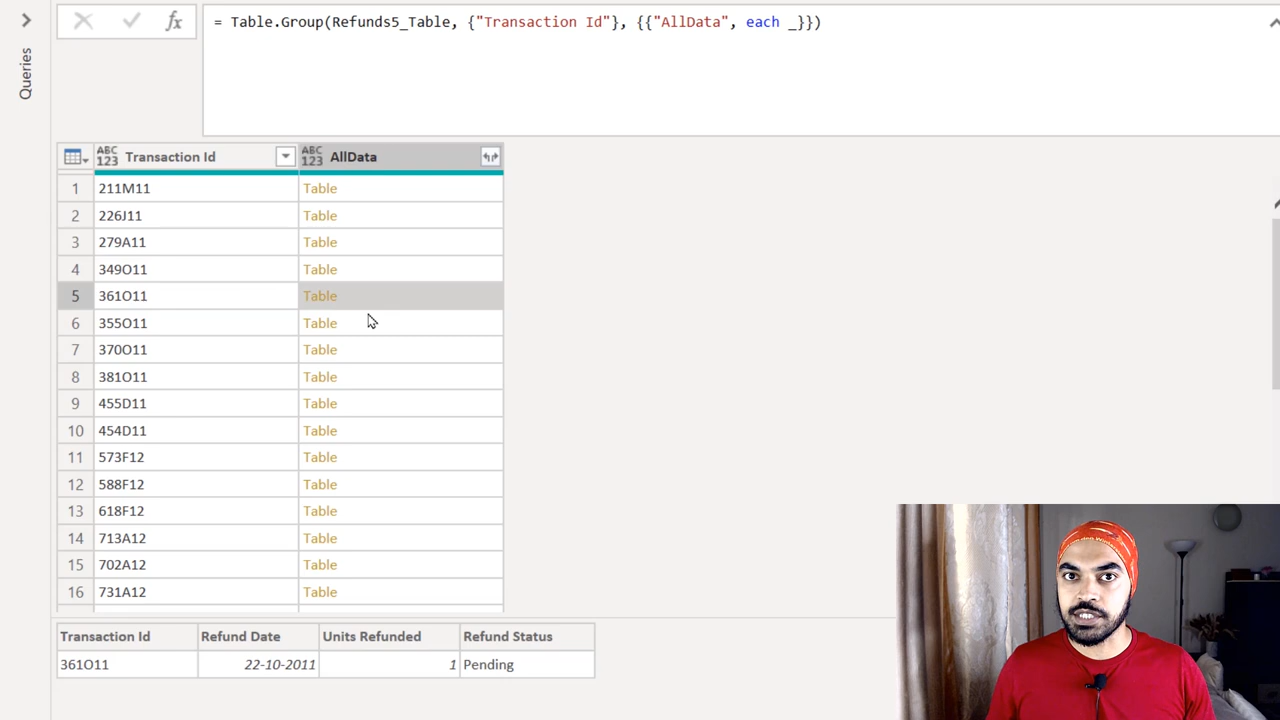 = Table.Group(Refunds5_Table, {"Transaction Id"}, {{"AllData", each _}})
Queries
ABC 123 Transaction Id ABC 123 AllData
1 211M11 Table
2 226J11 Table
3 279A11 Table
4 349O11 Table
5 361O11 Table
6 355O11 Table
7 370O11 Table
8 381O11 Table
9 455D11 Table
10 454D11 Table
11 573F12 Table
12 588F12 Table
13 618F12 Table
14 713A12 Table
15 702A12 Table
16 731A12 Table
Transaction Id Refund Date Units Refunded Refund Status
361O11 22-10-2011 1 Pending